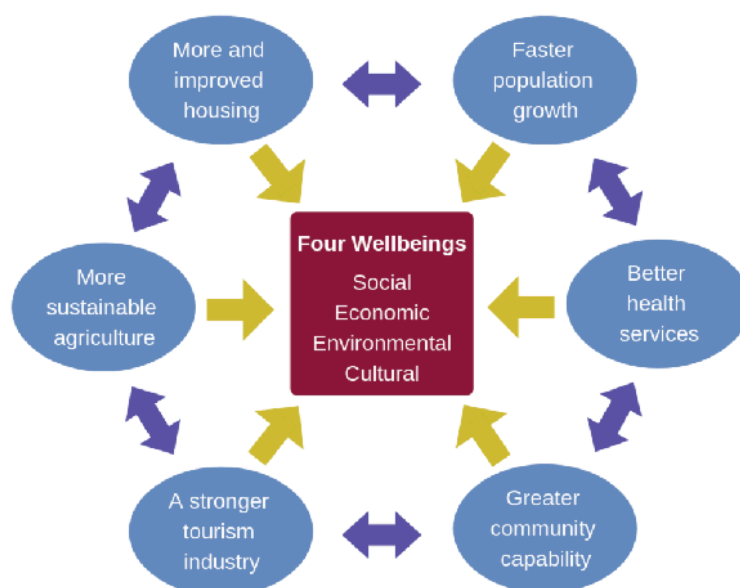 More and
improved
housing
Faster
population
growth
More
sustainable
agriculture
Four Wellbeings
Social
Economic
Environmental
Cultural
Better
health
services
A stronger
tourism
industry
Greater
community
capability